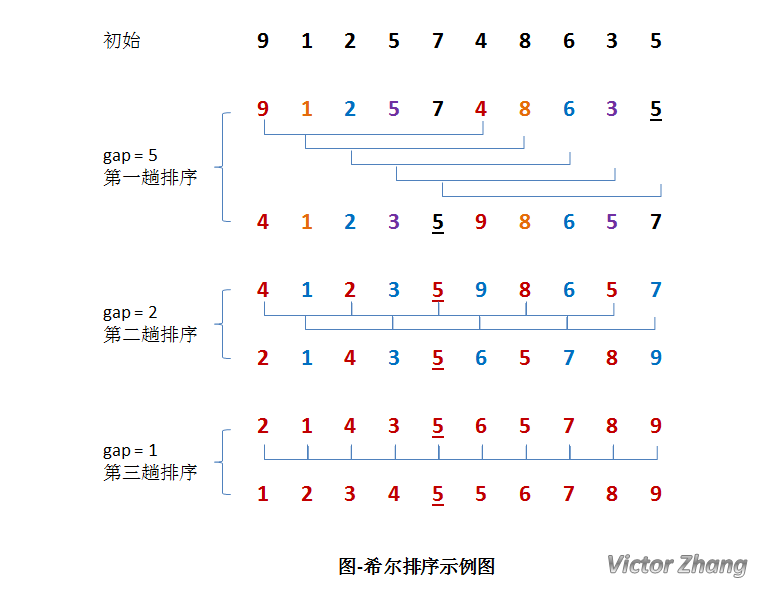 初始 9 1 2 5 7 4 8 6 3 5
9 1 2 5 7 4 8 6 3 5
gap = 5
第一趟排序
4 1 2 3 5 9 8 6 5 7
4 1 2 3 5 9 8 6 5 7
gap = 2
第二趟排序
2 1 4 3 5 6 5 7 8 9
2 1 4 3 5 6 5 7 8 9
gap = 1
第三趟排序
1 2 3 4 5 5 6 7 8 9
图-希尔排序示例图
Victor Zhang